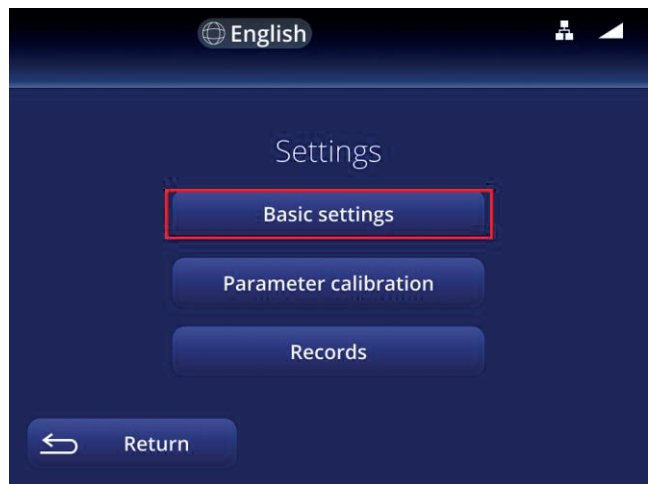 English
Settings
Basic settings
Parameter calibration
Records
Return